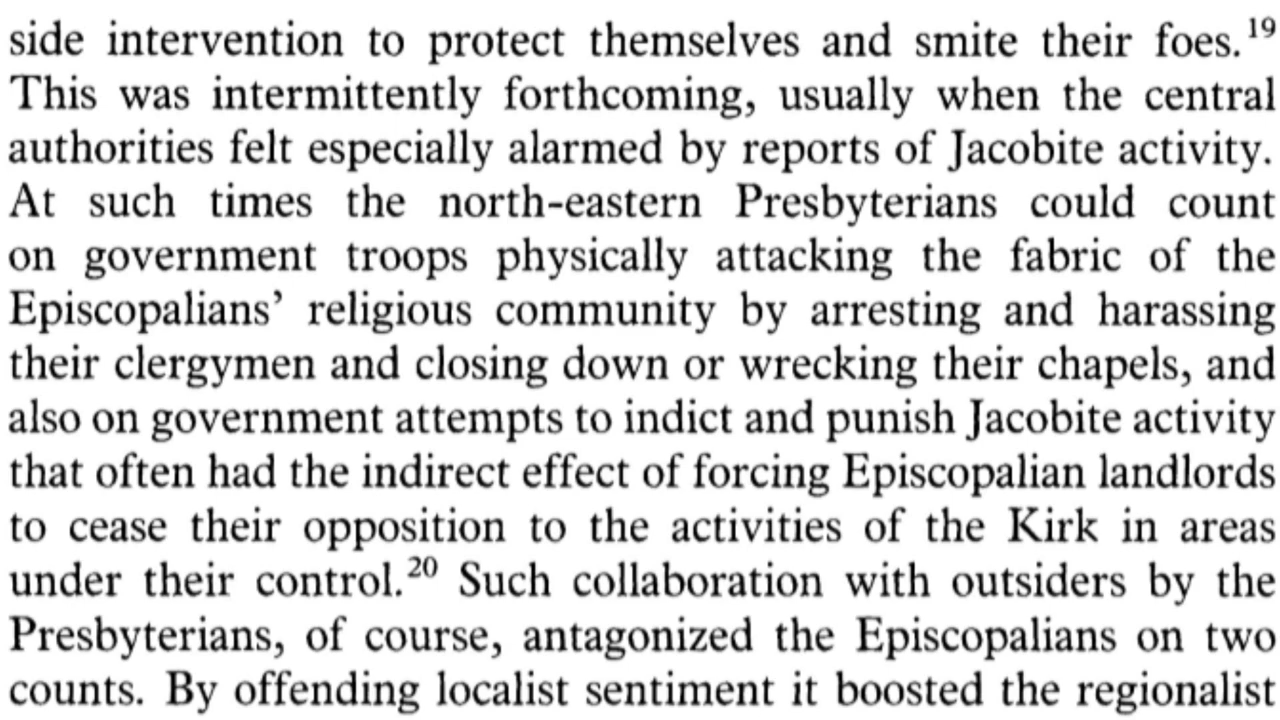 side intervention to protect themselves and smite their foes.19
This was intermittently forthcoming, usually when the central
authorities felt especially alarmed by reports of Jacobite activity.
At such times the north-eastern Presbyterians could count
on government troops physically attacking the fabric of the
Episcopalians’ religious community by arresting and harassing
their clergymen and closing down or wrecking their chapels, and
also on government attempts to indict and punish Jacobite activity
that often had the indirect effect of forcing Episcopalian landlords
to cease their opposition to the activities of the Kirk in areas
under their control.20 Such collaboration with outsiders by the
Presbyterians, of course, antagonized the Episcopalians on two
counts. By offending localist sentiment it boosted the regionalist